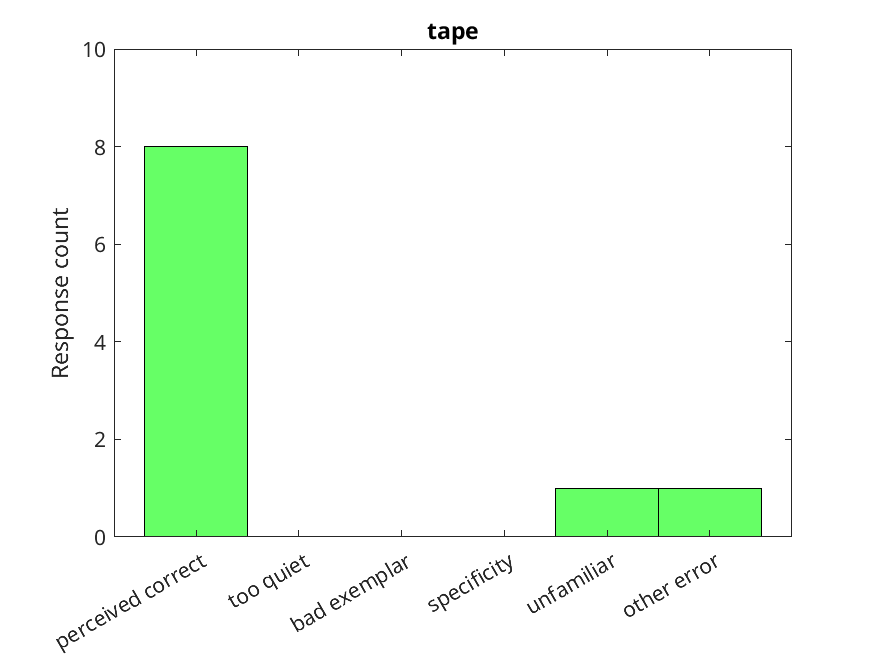 tape
Response count
10
8
6
4
2
0
perceived correct
too quiet
bad exemplar
specificity
unfamiliar
other error